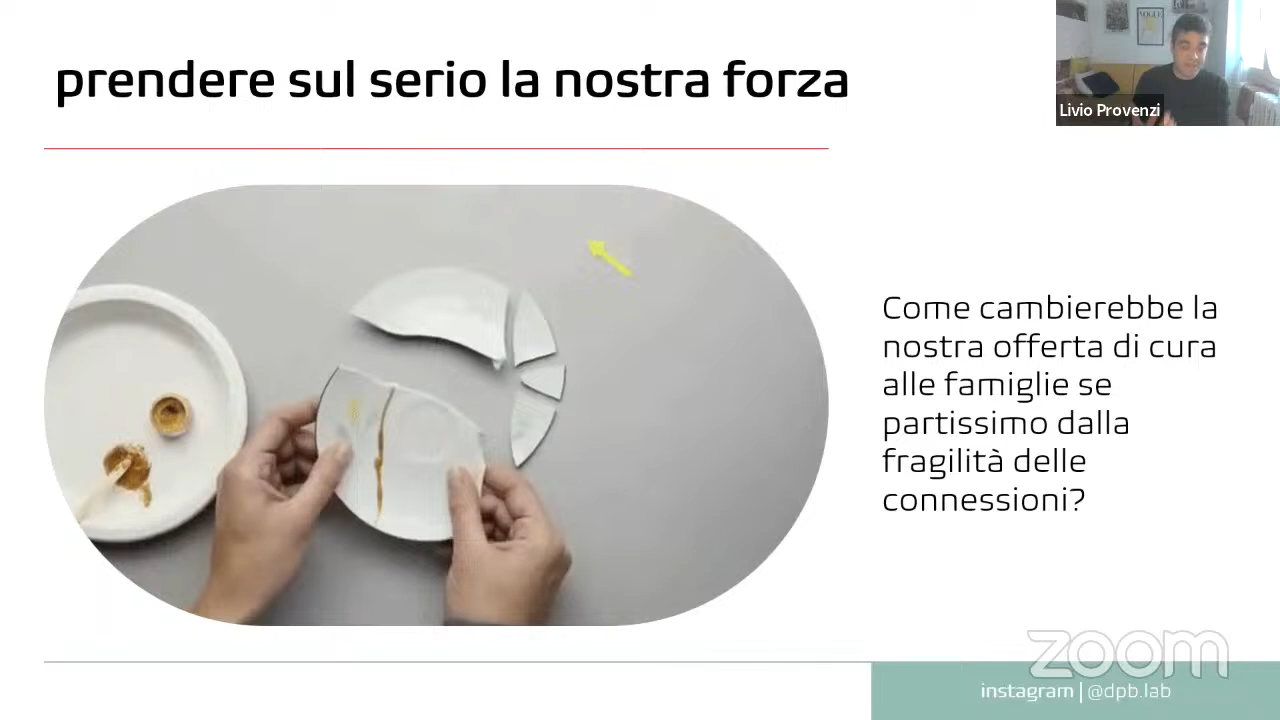 prendere sul serio la nostra forza
VOGUE
Livio Provenzi
Come cambierebbe la
nostra offerta di cura
alle famiglie se
partissimo dalla
fragilità delle
connessioni?
zoom
instagram | @dpb.lab